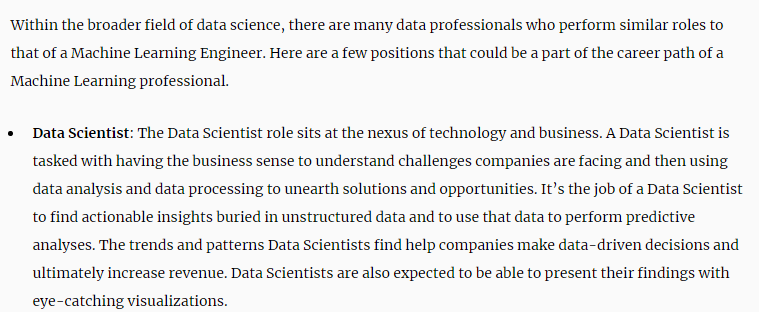 Within the broader field of data science, there are many data professionals who perform similar roles to
that of a Machine Learning Engineer. Here are a few positions that could be a part of the career path of a
Machine Learning professional.
• Data Scientist: The Data Scientist role sits at the nexus of technology and business. A Data Scientist is
tasked with having the business sense to understand challenges companies are facing and then using
data analysis and data processing to unearth solutions and opportunities. It’s the job of a Data Scientist
to find actionable insights buried in unstructured data and to use that data to perform predictive
analyses. The trends and patterns Data Scientists find help companies make data-driven decisions and
ultimately increase revenue. Data Scientists are also expected to be able to present their findings with
eye-catching visualizations.